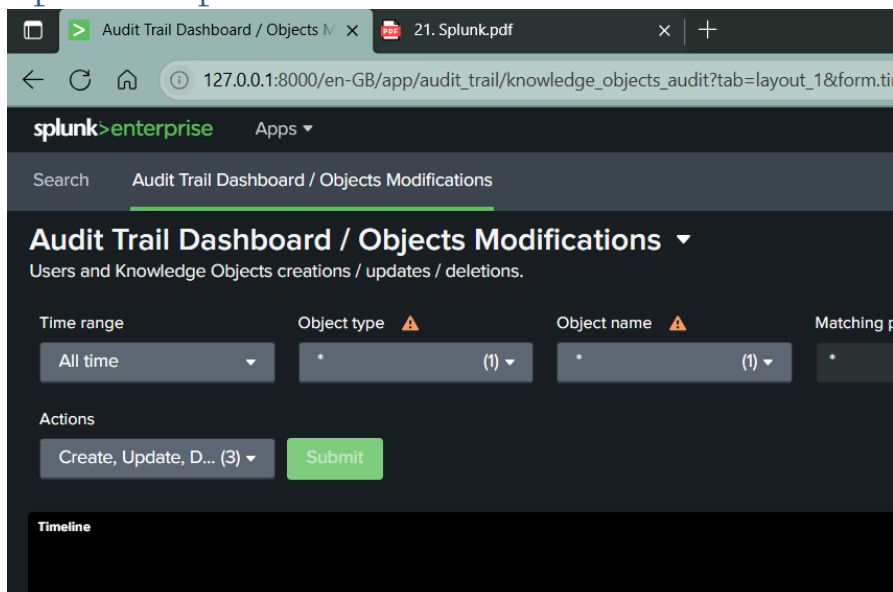 Audit Trail Dashboard / Objects M
21. Splunk.pdf
127.0.0.1:8000/en-GB/app/audit_trail/knowledge_objects_audit?tab=layout_1&form.ti
splunk>enterprise Apps
Search Audit Trail Dashboard / Objects Modifications
Audit Trail Dashboard / Objects Modifications
Users and Knowledge Objects creations / updates / deletions.
Time range Object type Object name Matching p
All time * (1) * (1) *
Actions
Create, Update, D... (3) Submit
Timeline